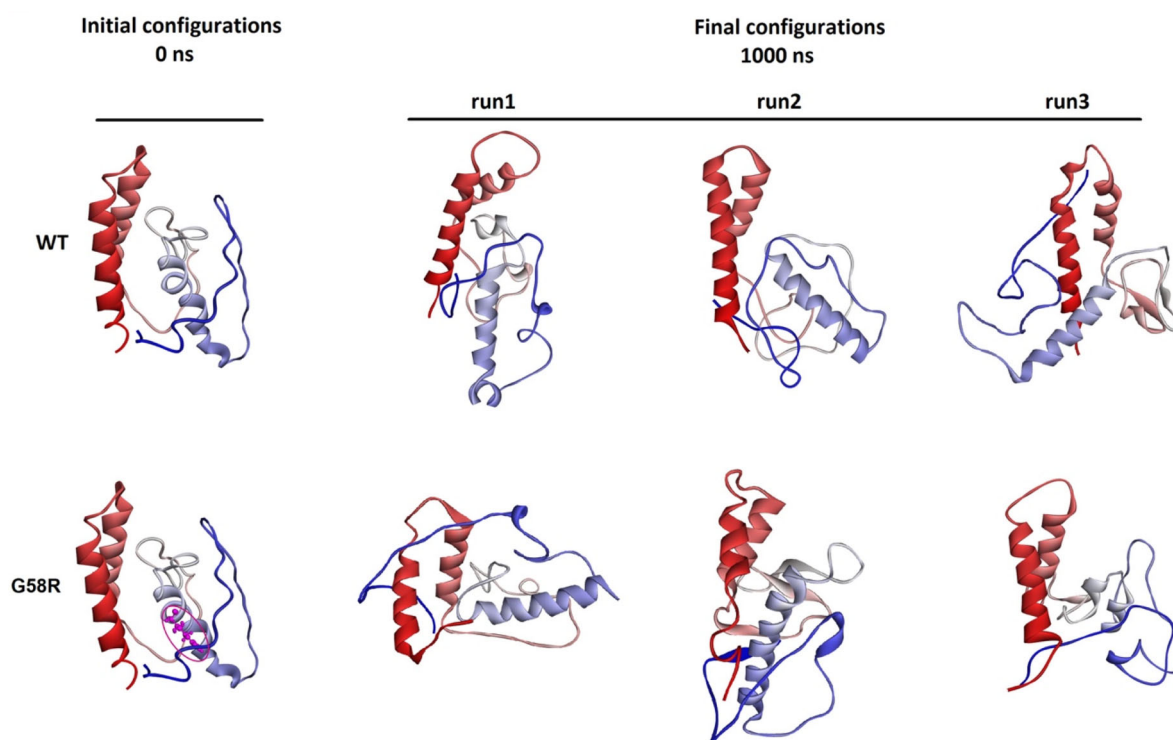 Initial configurations
0 ns
Final configurations
1000 ns
run1
run2
run3
WT
G58R